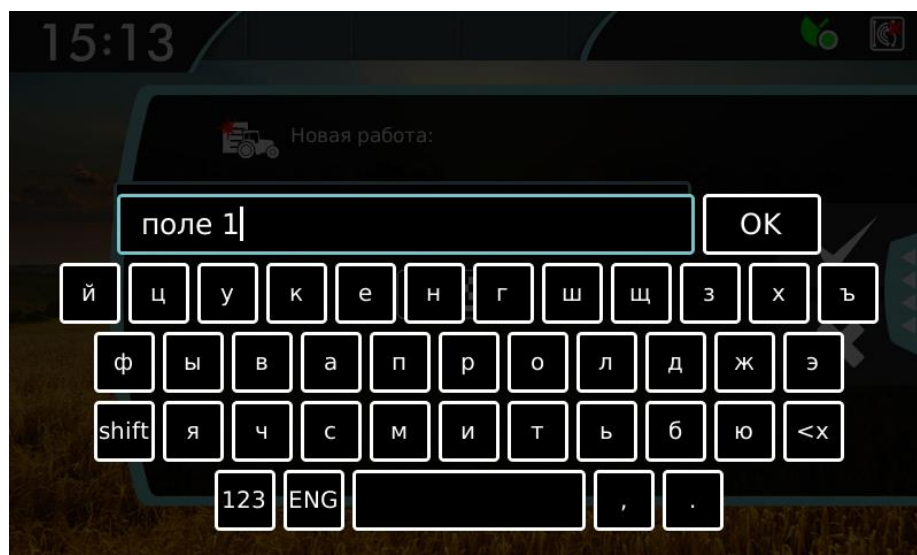 15:13
Новая работа:
поле 1 OK
й ц у к е н г ш щ з х ъ
ф ы в а п р о л д ж э
shift я ч с м и т ь б ю <x
123 ENG , .